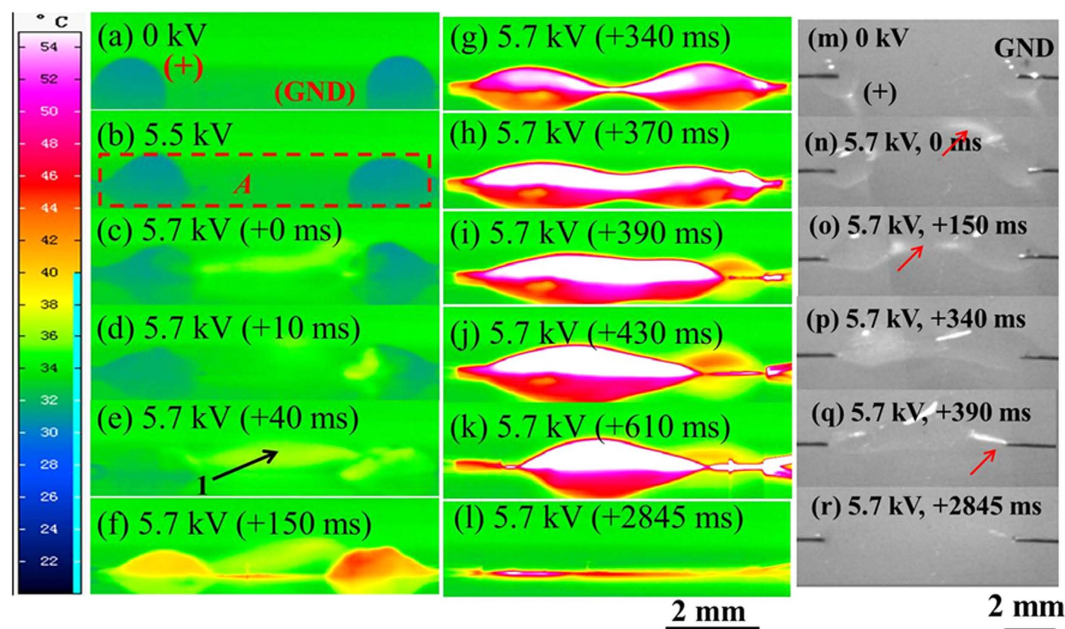 ° C
54
52
50
48
46
44
42
40
38
36
34
32
30
28
26
24
22
(a) 0 kV
(+)
(GND)
(b) 5.5 kV
A
(c) 5.7 kV (+0 ms)
(d) 5.7 kV (+10 ms)
(e) 5.7 kV (+40 ms)
1
(f) 5.7 kV (+150 ms)
(g) 5.7 kV (+340 ms)
(h) 5.7 kV (+370 ms)
(i) 5.7 kV (+390 ms)
(j) 5.7 kV (+430 ms)
(k) 5.7 kV (+610 ms)
(l) 5.7 kV (+2845 ms)
2 mm
(m) 0 kV
GND
(+)
(n) 5.7 kV, 0 ms
(o) 5.7 kV, +150 ms
(p) 5.7 kV, +340 ms
(q) 5.7 kV, +390 ms
(r) 5.7 kV, +2845 ms
2 mm